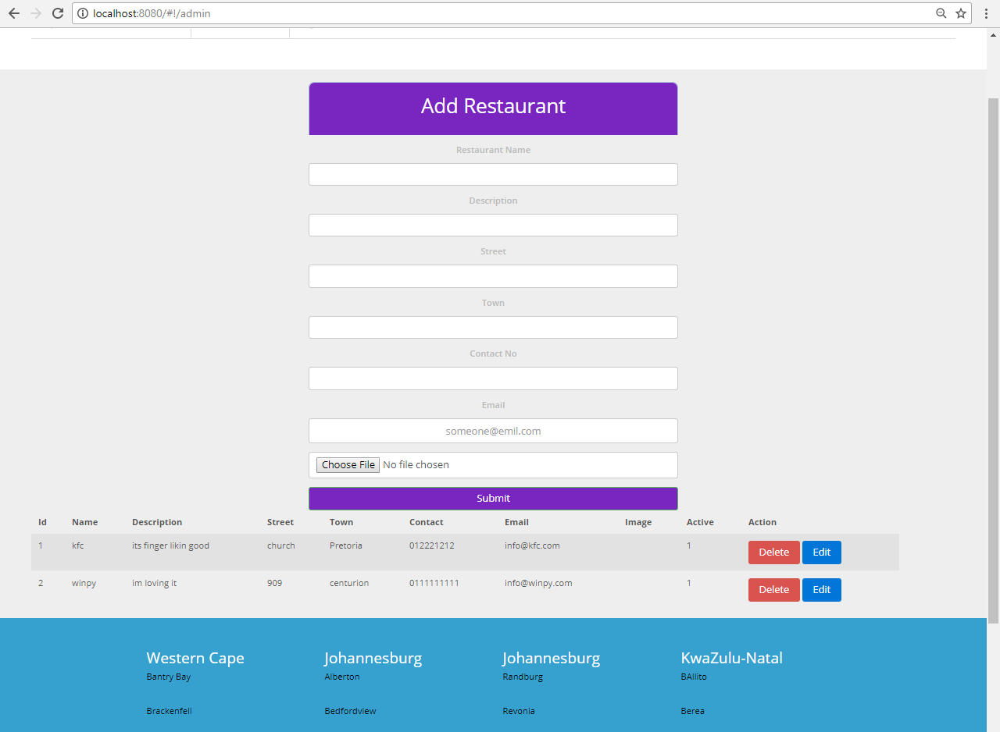 localhost:8080/#!/admin
Add Restaurant
Restaurant Name
Description
Street
Town
Contact No
Email
someone@emil.com
Choose File No file chosen
Submit
Id Name Description Street Town Contact Email Image Active Action
1 kfc its finger likin good church Pretoria 012221212 info@kfc.com 1 Delete Edit
2 winpy im loving it 909 centurion 0111111111 info@winpy.com 1 Delete Edit
Western Cape Johannesburg Johannesburg KwaZulu-Natal
Bantry Bay Alberton Randburg BAllito
Brackenfell Bedfordview Revonia Berea